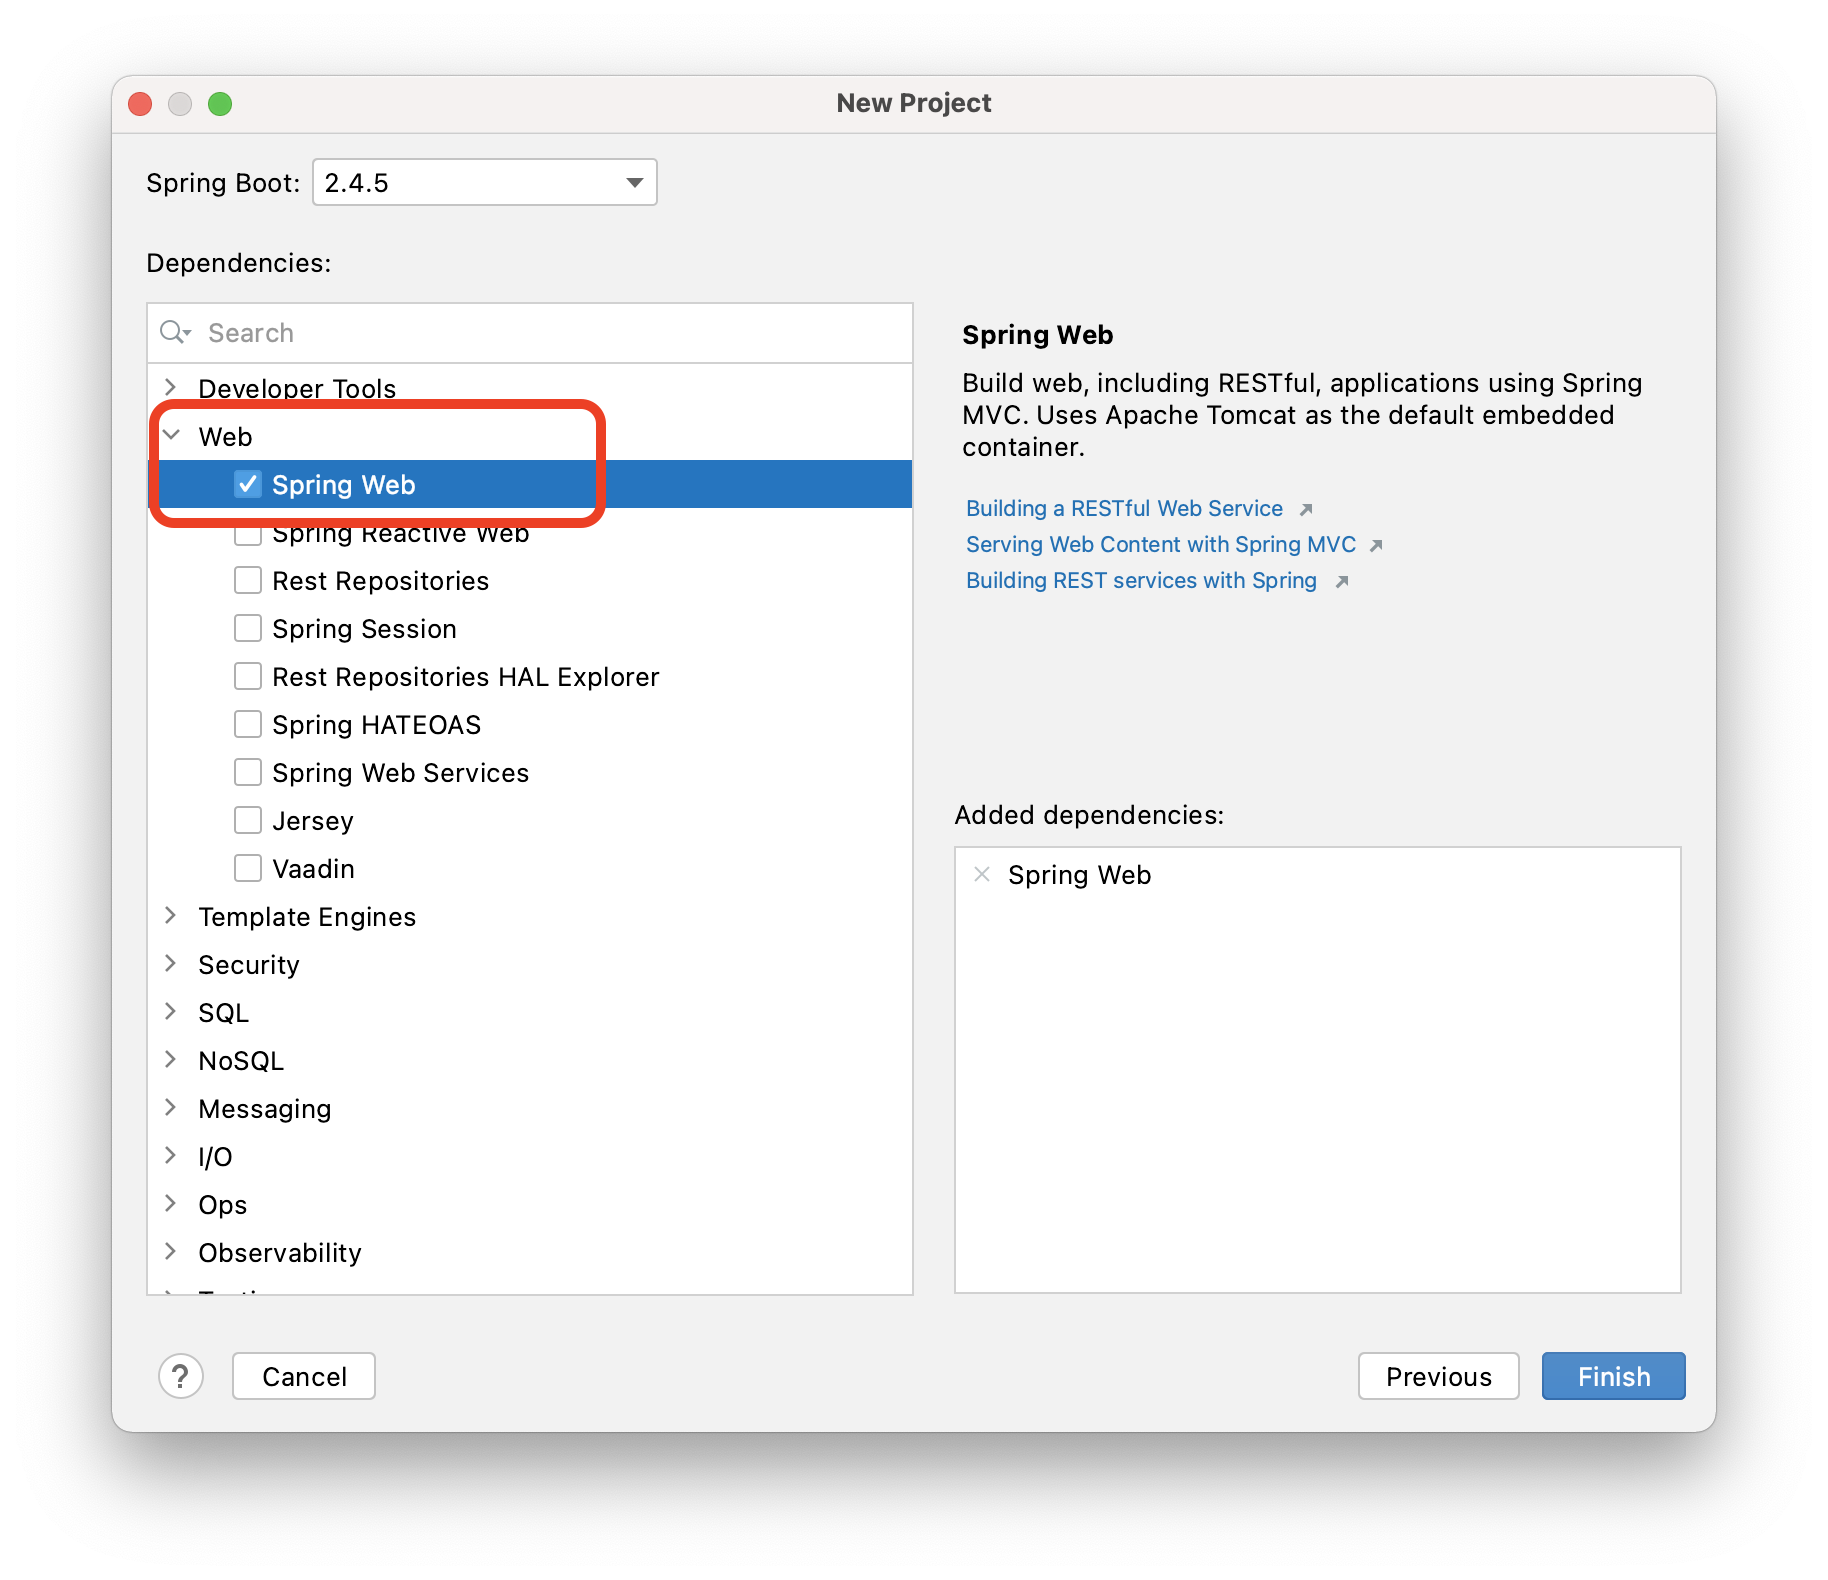 New Project
Spring Boot: 2.4.5
Dependencies:
Search
Developer Tools
Web
Spring Web
Spring Reactive Web
Rest Repositories
Spring Session
Rest Repositories HAL Explorer
Spring HATEOAS
Spring Web Services
Jersey
Vaadin
Template Engines
Security
SQL
NoSQL
Messaging
I/O
Ops
Observability
Spring Web
Build web, including RESTful, applications using Spring
MVC. Uses Apache Tomcat as the default embedded
container.
Building a RESTful Web Service
Serving Web Content with Spring MVC
Building REST services with Spring
Added dependencies:
Spring Web
?
Cancel
Previous
Finish